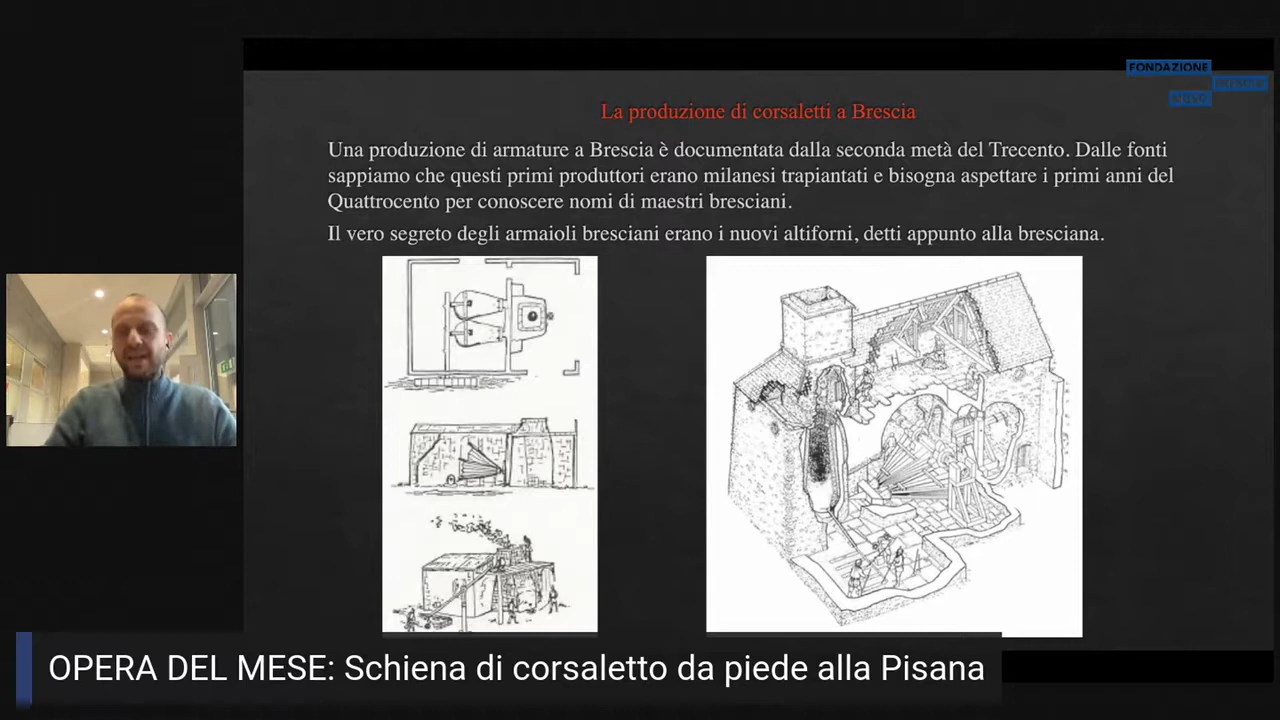 FONDAZIONE
BRESCIA
MUSEI
La produzione di corsaletti a Brescia
Una produzione di armature a Brescia è documentata dalla seconda metà del Trecento. Dalle fonti
sappiamo che questi primi produttori erano milanesi trapiantati e bisogna aspettare i primi anni del
Quattrocento per conoscere nomi di maestri bresciani.
Il vero segreto degli armaioli bresciani erano i nuovi altiforni, detti appunto alla bresciana.
OPERA DEL MESE: Schiena di corsaletto da piede alla Pisana